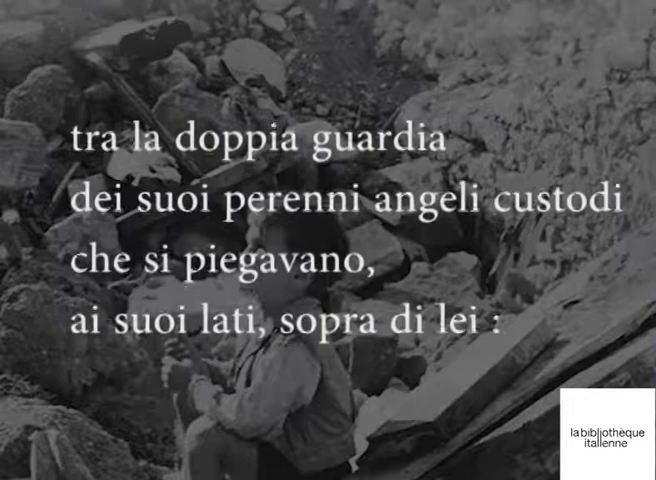 tra la doppia guardia
dei suoi perenni angeli custodi
che si piegavano,
ai suoi lati, sopra di lei :
la bibliothèque
italienne